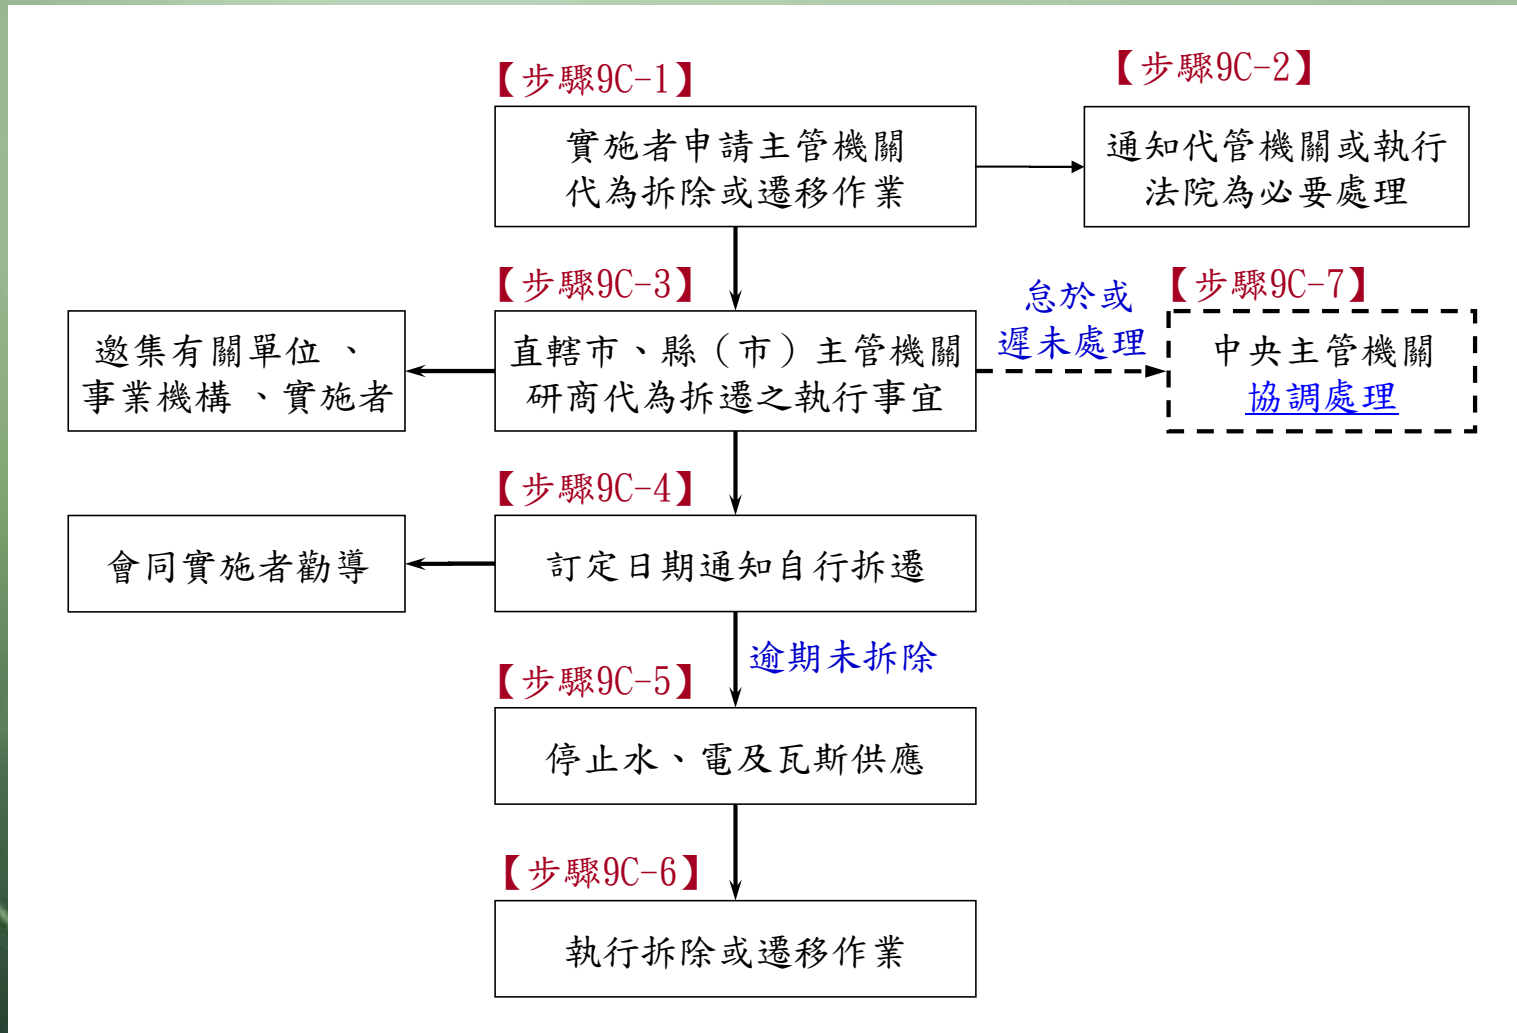 【步驟9C-1】
實施者申請主管機關
代為拆除或遷移作業
【步驟9C-2】
通知代管機關或執行
法院為必要處理
【步驟9C-3】
直轄市、縣（市）主管機關
研商代為拆遷之執行事宜
邀集有關單位 、
事業機構 、實施者
怠於或
遲未處理
【步驟9C-7】
中央主管機關
協調處理
【步驟9C-4】
訂定日期通知自行拆遷
會同實施者勸導
逾期未拆除
【步驟9C-5】
停止水、電及瓦斯供應
【步驟9C-6】
執行拆除或遷移作業